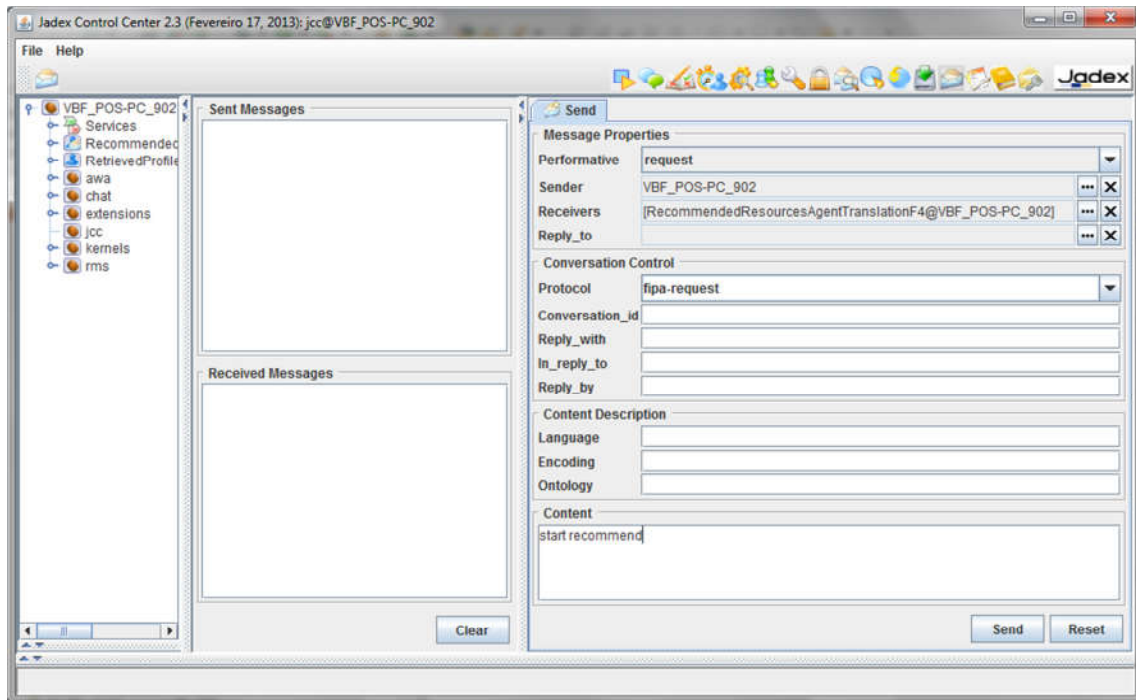 Jadex Control Center 2.3 (Fevereiro 17, 2013): jcc@VBF_POS-PC_902
File Help
Jadex
VBF_POS-PC_902
Services
Recommended
RetrievedProfile
awa
chat
extensions
jcc
kernels
rms
Sent Messages
Received Messages
Clear
Send
Message Properties
Performative request
Sender VBF_POS-PC_902
Receivers [RecommendedResourcesAgentTranslationF4@VBF_POS-PC_902]
Reply_to
Conversation Control
Protocol fipa-request
Conversation_id
Reply_with
In_reply_to
Reply_by
Content Description
Language
Encoding
Ontology
Content
start recommend
Send Reset